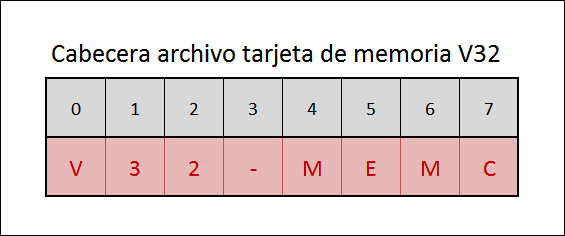 Cabecera archivo tarjeta de memoria V32
0 1 2 3 4 5 6 7
V 3 2 - M E M C